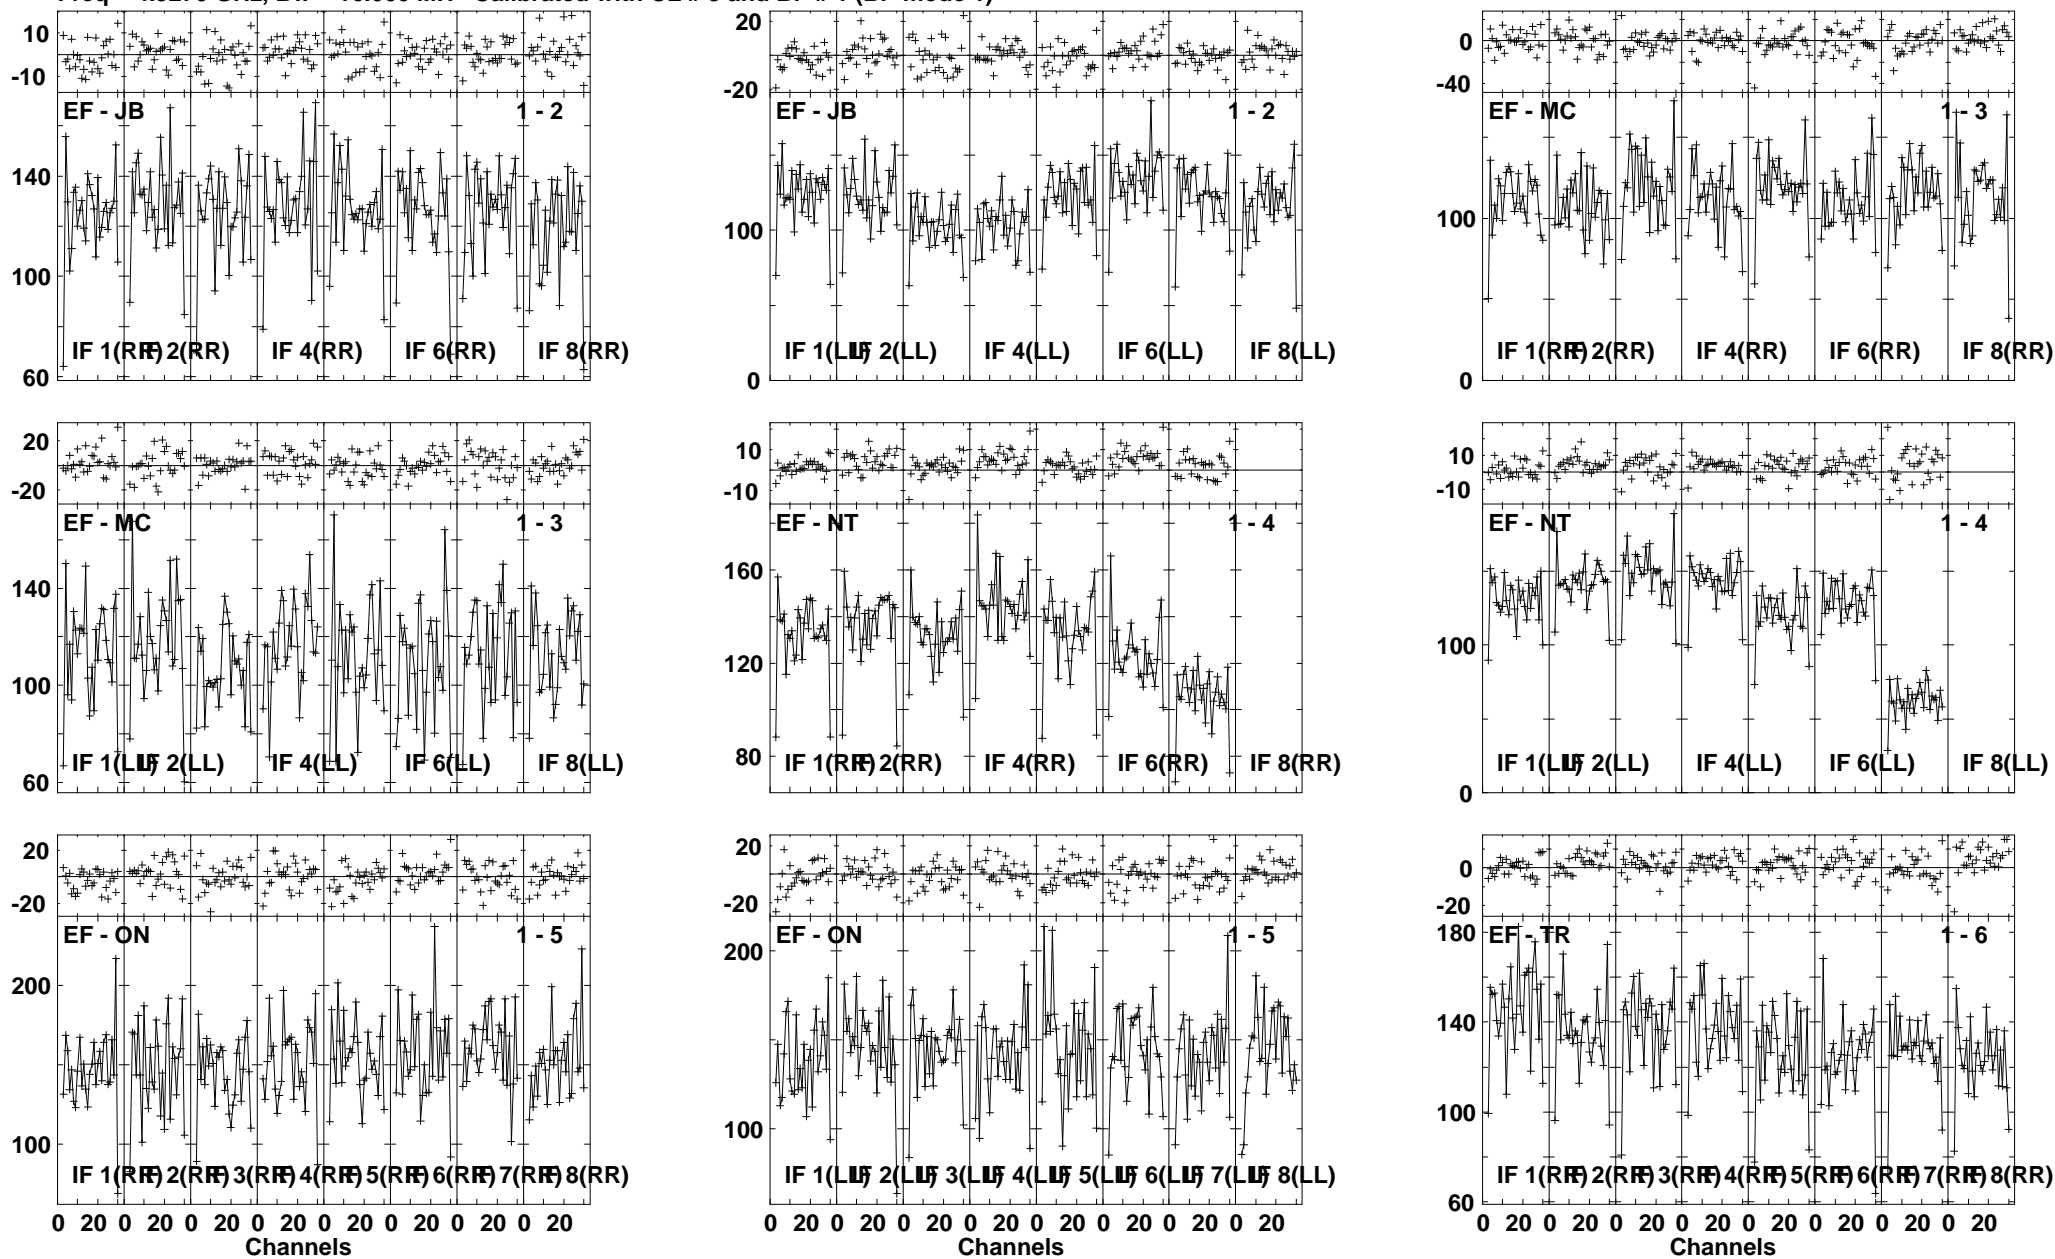 10
-10
EF - JB
1 - 2
140
100
60
IF 1(RR)
IF 2(RR)
IF 4(RR)
IF 6(RR)
IF 8(RR)
20
-20
EF - JB
1 - 2
100
0
IF 1(LL)
IF 2(LL)
IF 4(LL)
IF 6(LL)
IF 8(LL)
0
-40
EF - MC
1 - 3
100
0
IF 1(RR)
IF 2(RR)
IF 4(RR)
IF 6(RR)
IF 8(RR)
20
-20
EF - MC
1 - 3
140
100
60
IF 1(LL)
IF 2(LL)
IF 4(LL)
IF 6(LL)
IF 8(LL)
10
-10
EF - NT
1 - 4
160
120
80
IF 1(RR)
IF 2(RR)
IF 4(RR)
IF 6(RR)
IF 8(RR)
10
-10
EF - NT
1 - 4
100
0
IF 1(LL)
IF 2(LL)
IF 4(LL)
IF 6(LL)
IF 8(LL)
20
-20
EF - ON
1 - 5
200
100
IF 1(RR)
IF 2(RR)
IF 3(RR)
IF 4(RR)
IF 5(RR)
IF 6(RR)
IF 7(RR)
IF 8(RR)
0 20 0 20 0 20 0 20 0 20 0 20 0 20 0 20
Channels
20
-20
EF - ON
1 - 5
200
100
IF 1(LL)
IF 2(LL)
IF 3(LL)
IF 4(LL)
IF 5(LL)
IF 6(LL)
IF 7(LL)
IF 8(LL)
0 20 0 20 0 20 0 20 0 20 0 20 0 20 0 20
Channels
0
-20
EF - TR
1 - 6
180
140
100
60
IF 1(RR)
IF 2(RR)
IF 3(RR)
IF 4(RR)
IF 5(RR)
IF 6(RR)
IF 7(RR)
IF 8(RR)
0 20 0 20 0 20 0 20 0 20 0 20 0 20 0 20
Channels